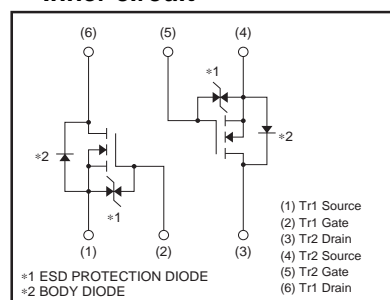 Inner circuit
(6) (5) (4)
∗1
∗2 ∗2
∗1
(1) (2) (3)
(1) Tr1 Source
(2) Tr1 Gate
(3) Tr2 Drain
(4) Tr2 Source
(5) Tr2 Gate
(6) Tr1 Drain
∗1 ESD PROTECTION DIODE
∗2 BODY DIODE